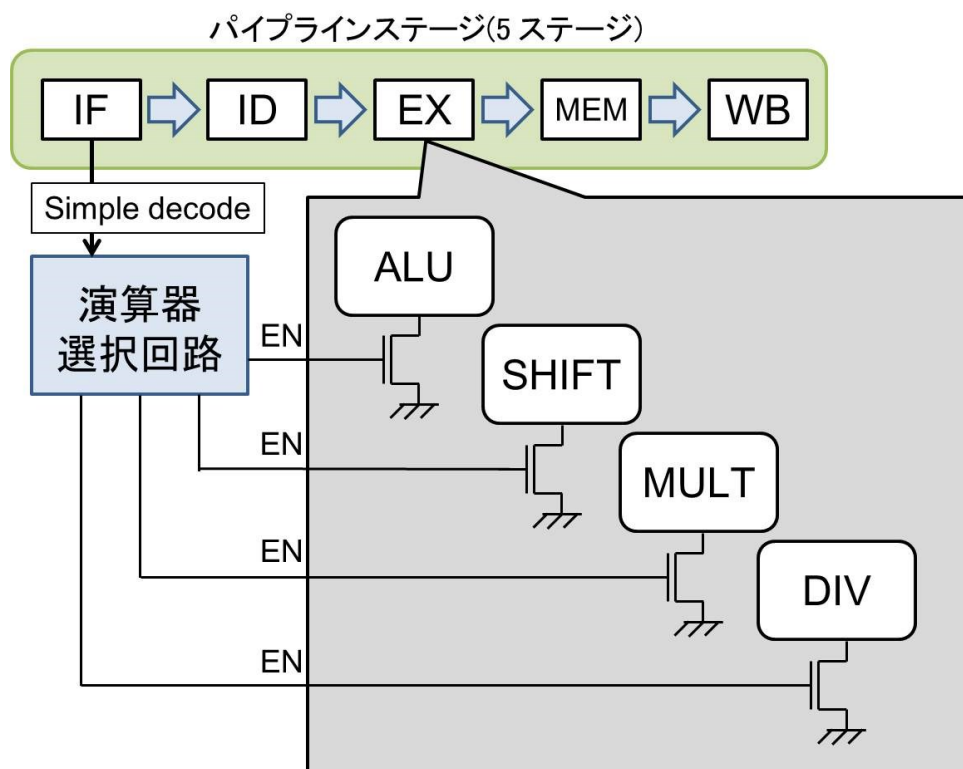 パイプラインステージ(5 ステージ)
IF
ID
EX
MEM
WB
Simple decode
演算器
選択回路
EN
ALU
EN
SHIFT
EN
MULT
EN
DIV